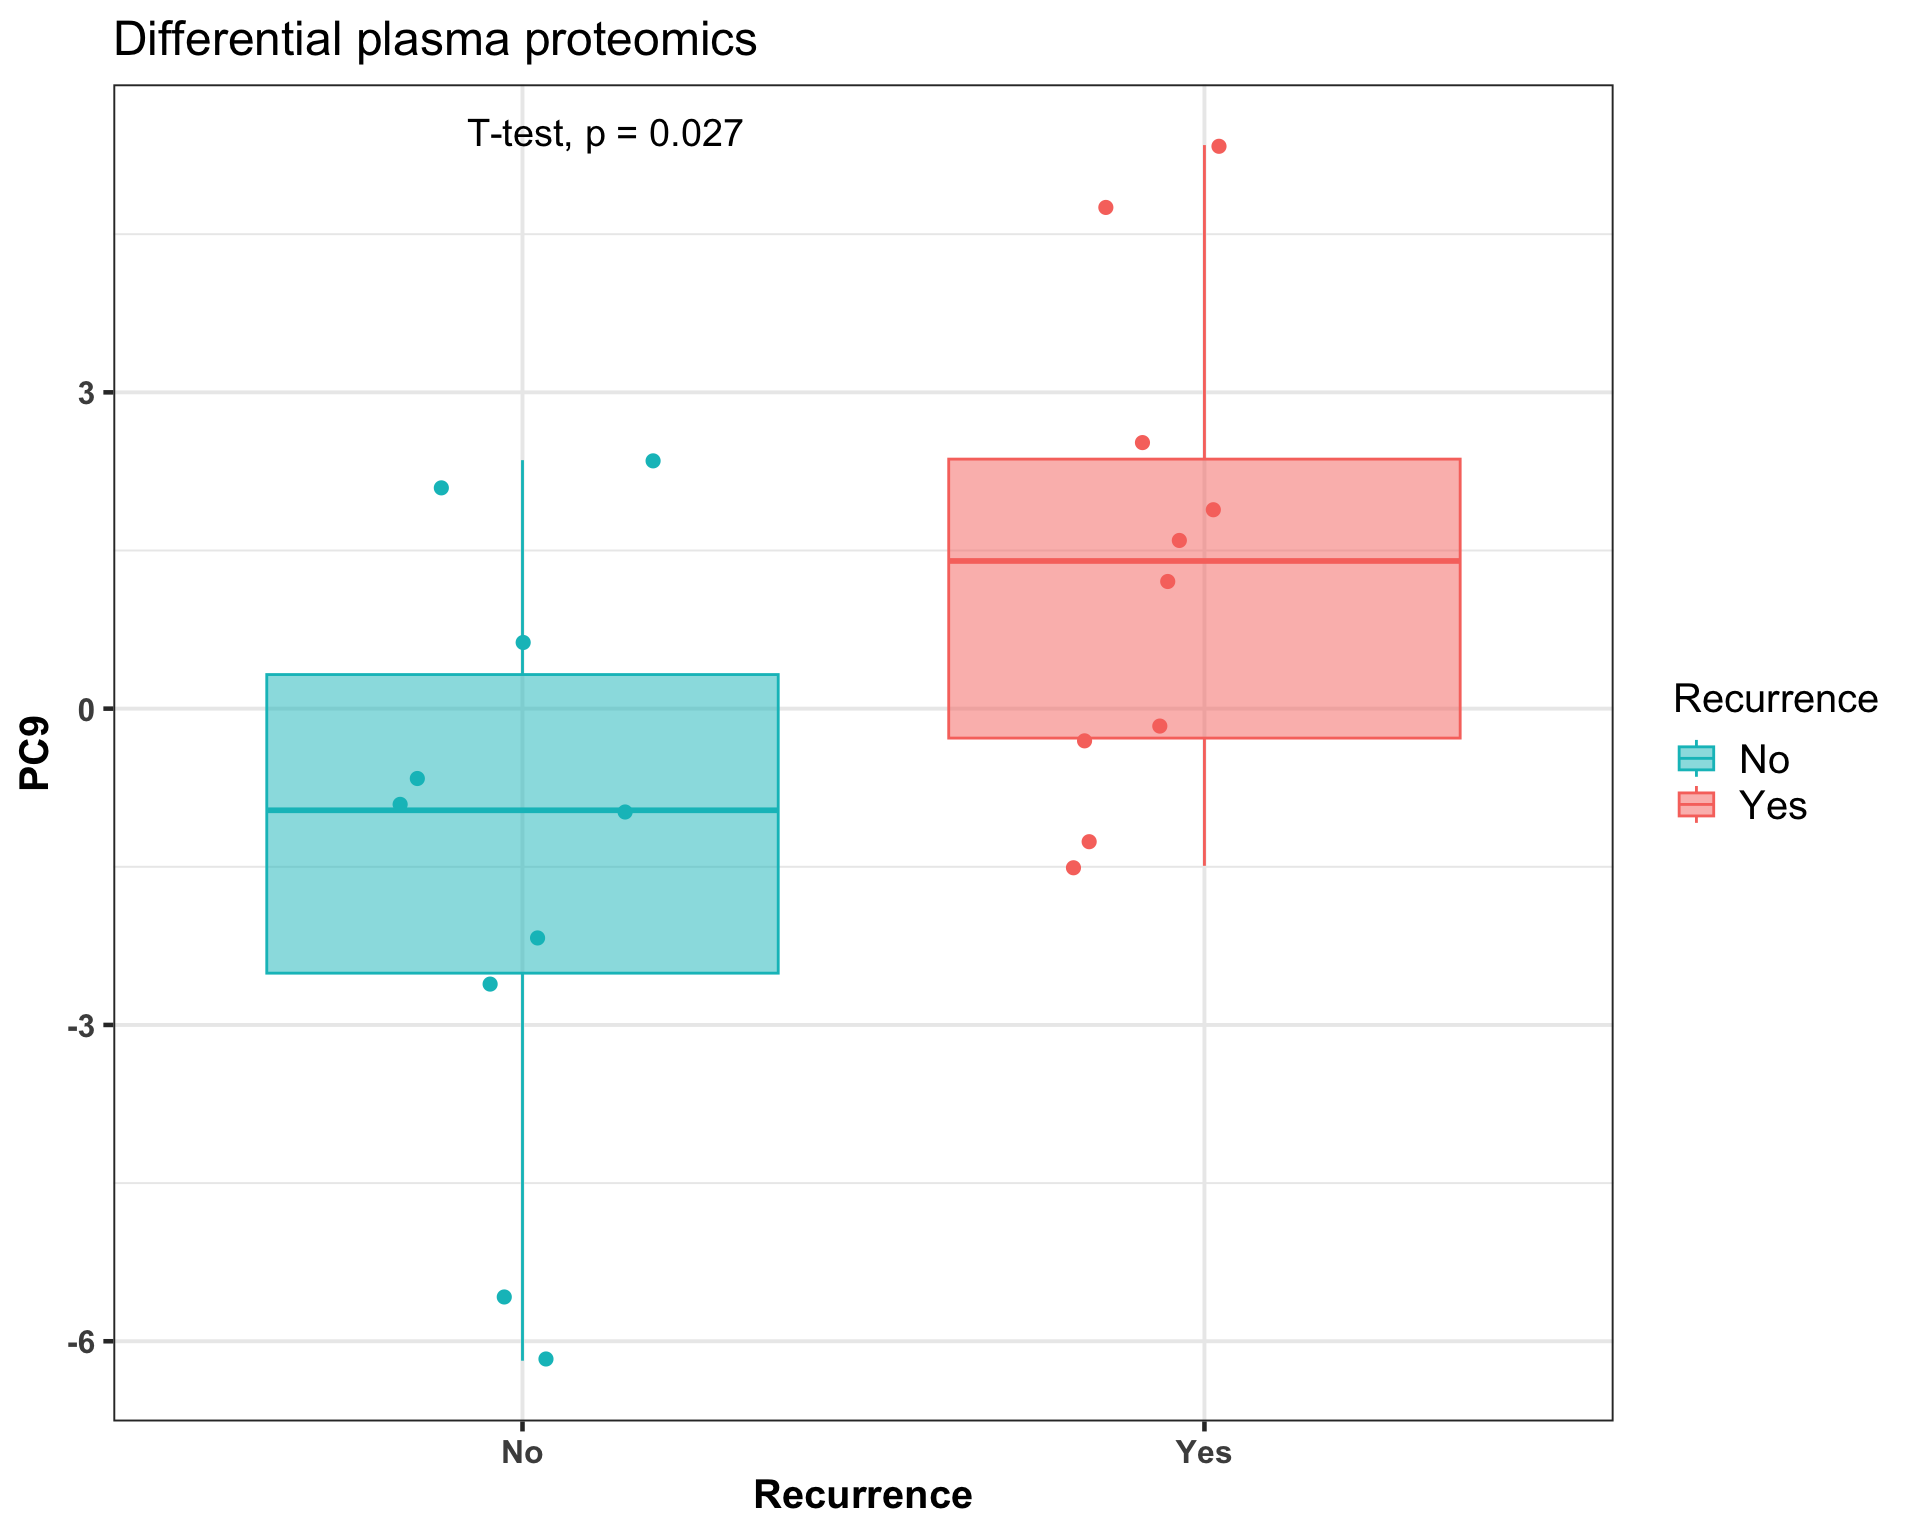 Differential plasma proteomics
T-test, p = 0.027
3
0
-3
-6
PC9
No
Yes
Recurrence
Recurrence
No
Yes